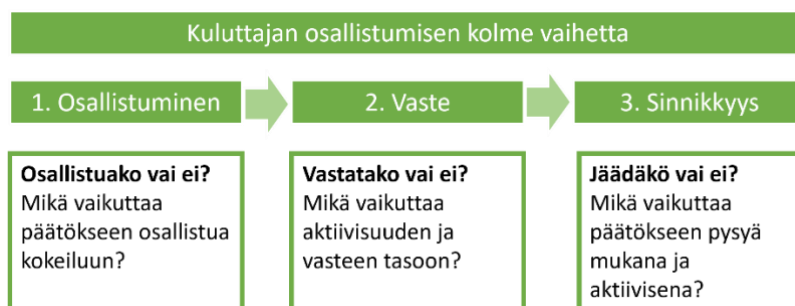 Kuluttajan osallistumisen kolme vaihetta
1. Osallistuminen
2. Vaste
3. Sinnikkyys
Osallistuako vai ei?
Mikä vaikuttaa
päätökseen osallistua
kokeiluun?
Vastatako vai ei?
Mikä vaikuttaa
aktiivisuuden ja
vasteen tasoon?
Jäädäkö vai ei?
Mikä vaikuttaa
päätökseen pysyä
mukana ja
aktiivisena?